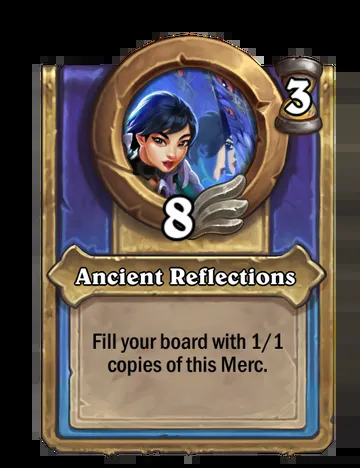 3
8
Ancient Reflections
Fill your board with 1/1
copies of this Merc.